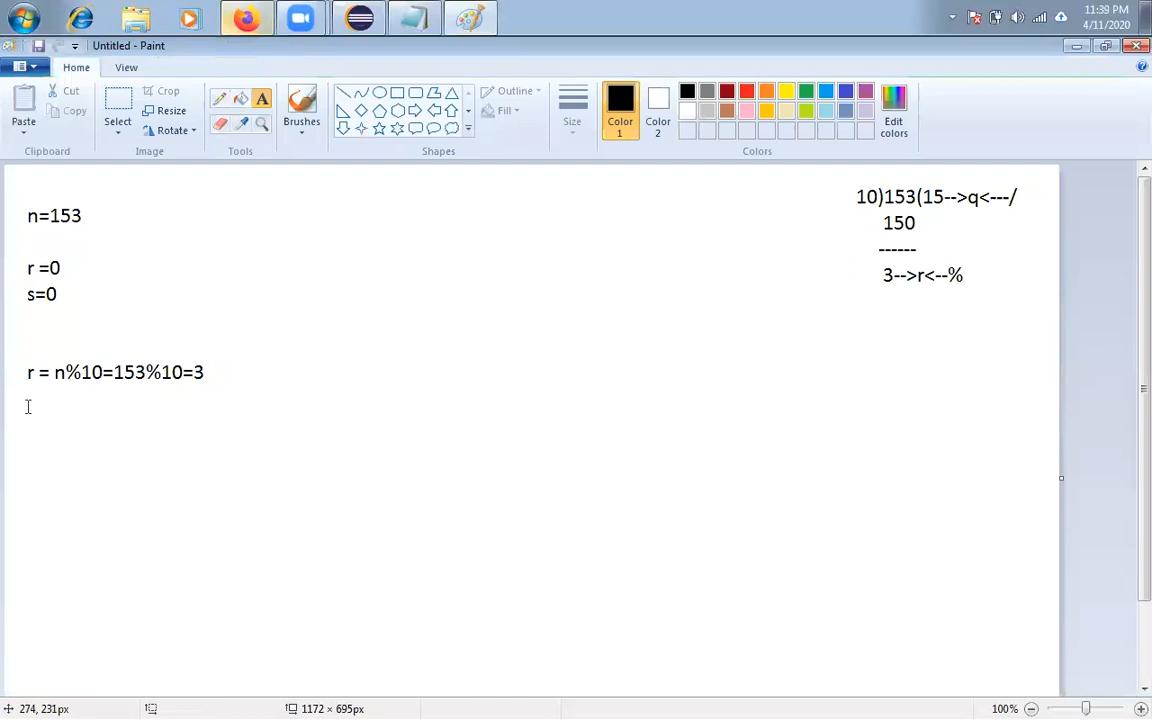 11:39 PM
4/11/2020
Untitled - Paint
Home View
Paste
Cut
Copy
Clipboard
Select
Crop
Resize
Rotate
Image
Tools
Brushes
Shapes
Outline
Fill
Size
Color 1
Color 2
Edit colors
Colors
n=153
r =0
s=0
r = n%10=153%10=3
10)153(15-->q<---/
150
------
3-->r<--%
274, 231px
1172 × 695px
100%